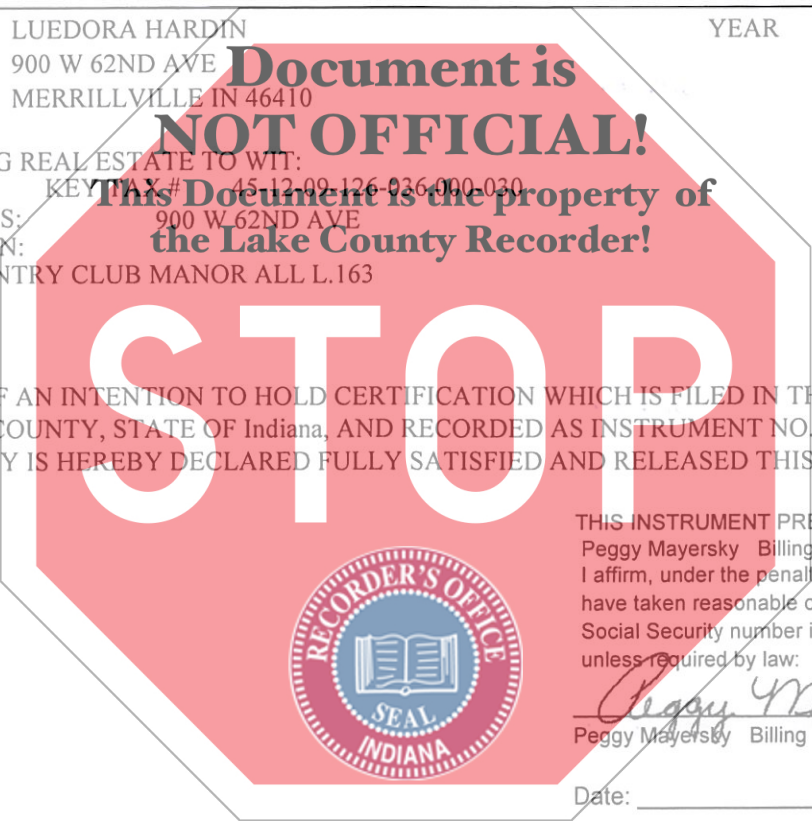 LUEDORA HARDIN YEAR
900 W 62ND AVE
MERRILLVILLE IN 46410
Document is
NOT OFFICIAL!
This Document is the property of
the Lake County Recorder!
G REAL ESTATE TO WIT:
KEY/TAX # 45-12-09-126-036.000-030
S: 900 W 62ND AVE
N:
NTRY CLUB MANOR ALL L.163
STOP
F AN INTENTION TO HOLD CERTIFICATION WHICH IS FILED IN TH
COUNTY, STATE OF Indiana, AND RECORDED AS INSTRUMENT NO.
Y IS HEREBY DECLARED FULLY SATISFIED AND RELEASED THIS
THIS INSTRUMENT PRE
Peggy Mayersky Billing
I affirm, under the penalt
have taken reasonable c
Social Security number i
unless required by law:
Peggy M
Peggy Mayersky Billing
Date:
RECORDER'S OFFICE
SEAL
INDIANA